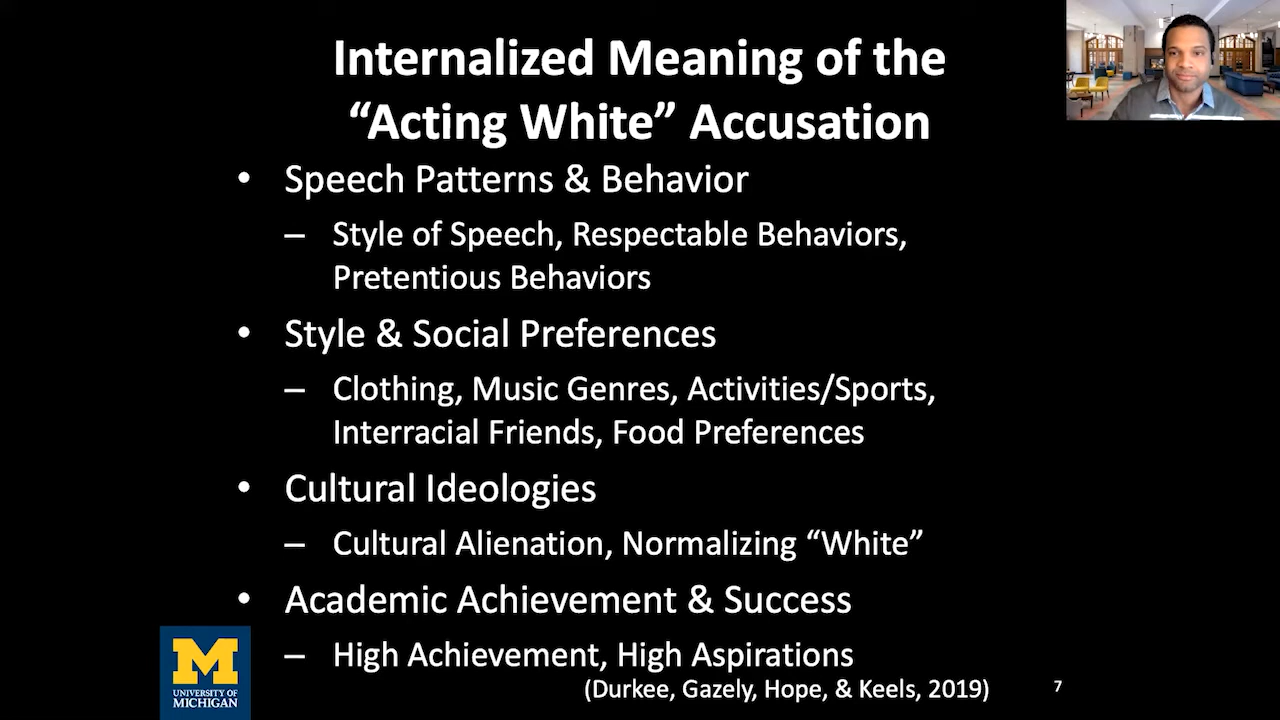 Internalized Meaning of the
“Acting White” Accusation
• Speech Patterns & Behavior
– Style of Speech, Respectable Behaviors,
Pretentious Behaviors
• Style & Social Preferences
– Clothing, Music Genres, Activities/Sports,
Interracial Friends, Food Preferences
• Cultural Ideologies
– Cultural Alienation, Normalizing “White”
• Academic Achievement & Success
– High Achievement, High Aspirations
(Durkee, Gazely, Hope, & Keels, 2019)
7
M
UNIVERSITY OF
MICHIGAN